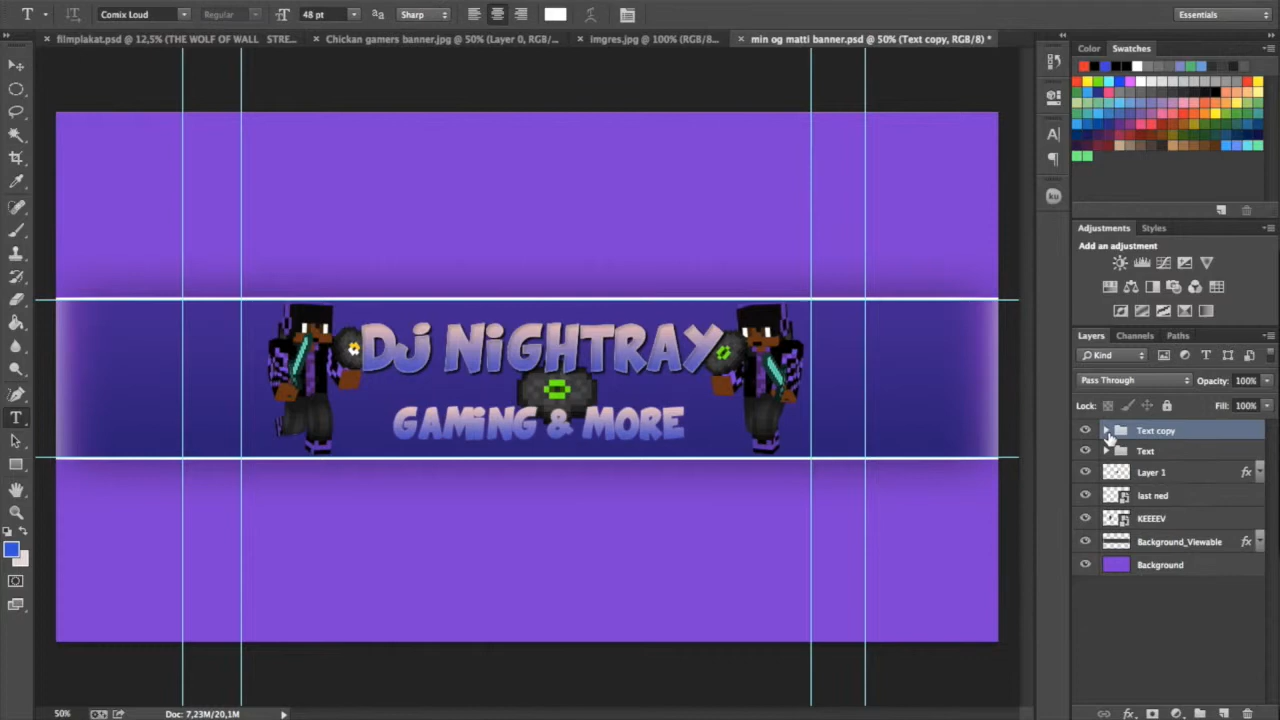 Comix Loud Regular 48 pt Sharp Essentials
filmplakat.psd @ 12,5% (THE WOLF OF WALL STRE... Chickan gamers banner.jpg @ 50% (Layer 0, RGB/... imgres.jpg @ 100% (RGB/8... min og matti banner.psd @ 50% (Text copy, RGB/8) *
Color Swatches
Adjustments Styles
Add an adjustment
DJ NiGHTRAY
GAMiNG & MORE
Layers Channels Paths
Kind
Pass Through Opacity: 100%
Lock: Fill: 100%
Text copy
Text
Layer 1 fx
last ned
KEEEEV
Background_Viewable fx
Background
ku
50% Doc: 7,23M/20,1M